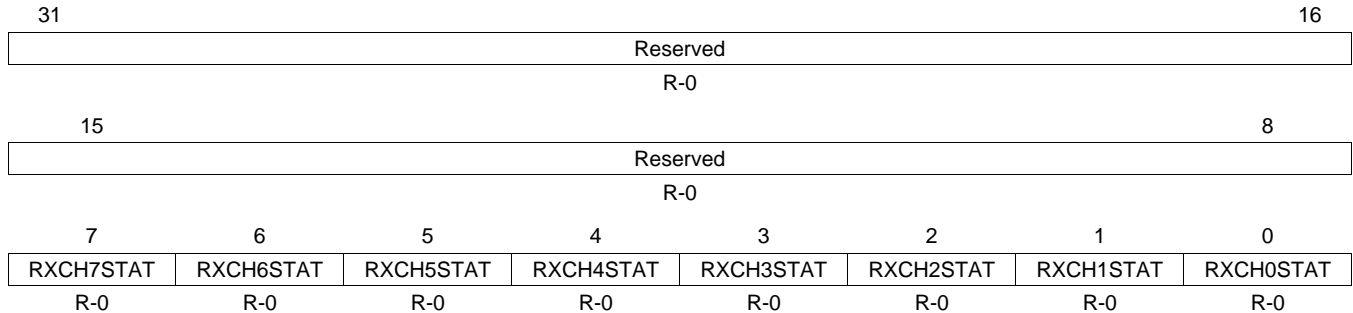 31 16
Reserved
R-0
15 8
Reserved
R-0
7 6 5 4 3 2 1 0
RXCH7STAT RXCH6STAT RXCH5STAT RXCH4STAT RXCH3STAT RXCH2STAT RXCH1STAT RXCH0STAT
R-0 R-0 R-0 R-0 R-0 R-0 R-0 R-0